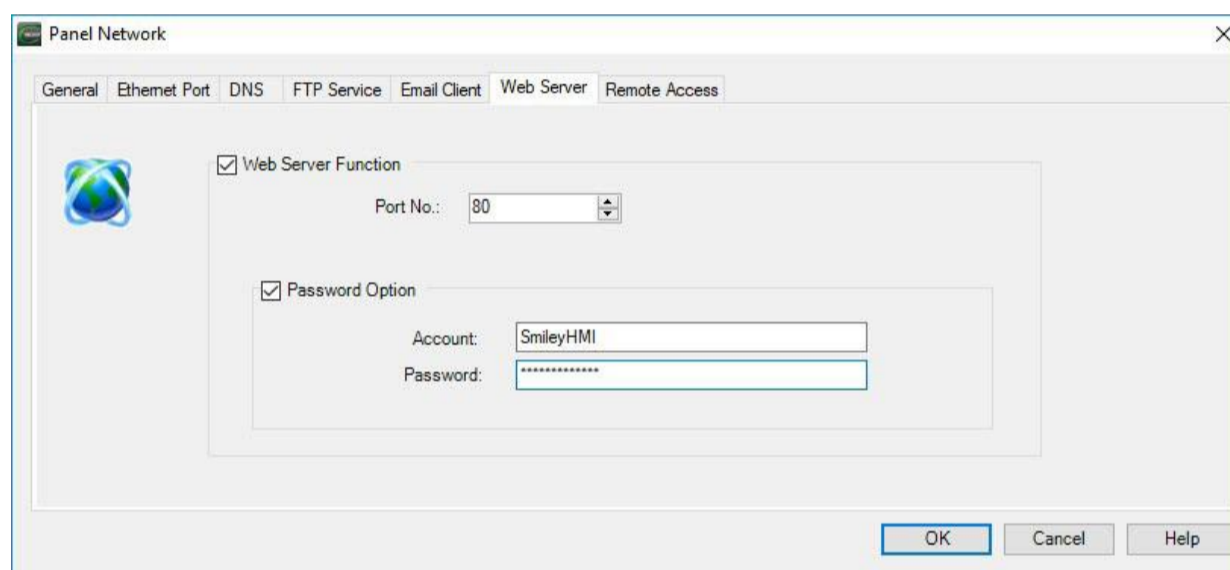 Panel Network
General Ethernet Port DNS FTP Service Email Client Web Server Remote Access
Web Server Function
Port No.: 80
Password Option
Account: SmileyHMI
Password: *************
OK Cancel Help